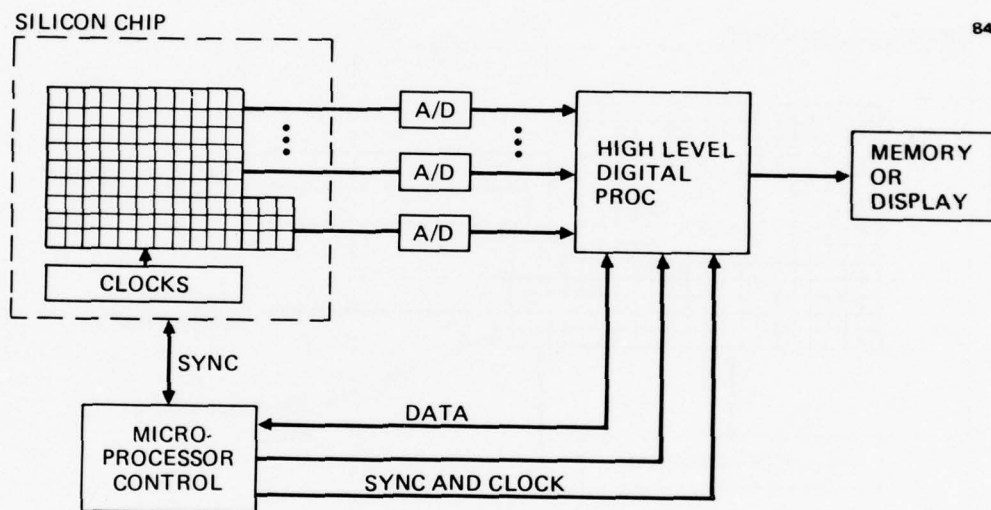 SILICON CHIP
84
A/D
A/D
A/D
HIGH LEVEL
DIGITAL
PROC
MEMORY
OR
DISPLAY
CLOCKS
SYNC
DATA
MICRO-
PROCESSOR
CONTROL
SYNC AND CLOCK